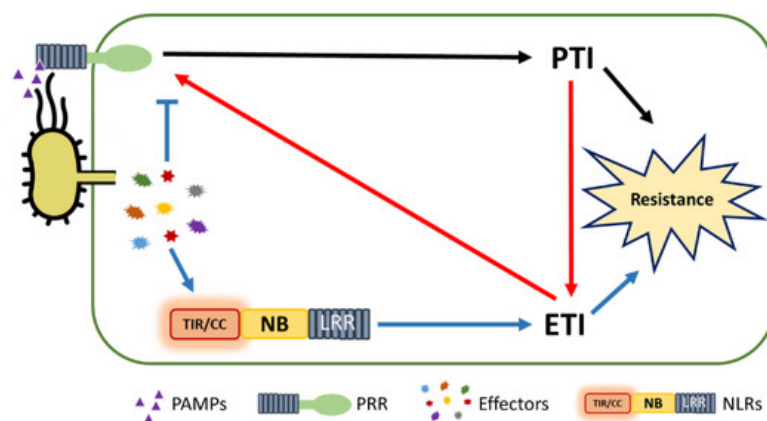 PTI
Resistance
TIR/CC NB LRR
ETI
PAMPs PRR Effectors TIR/CC NB LRR NLRs